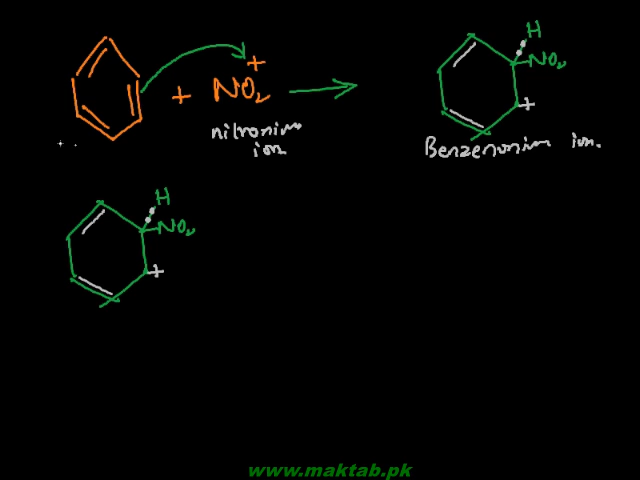 H
+ NO₂⁺
NO₂
+
nitronium
ion
Benzenonium ion.
H
NO₂
+
www.maktab.pk